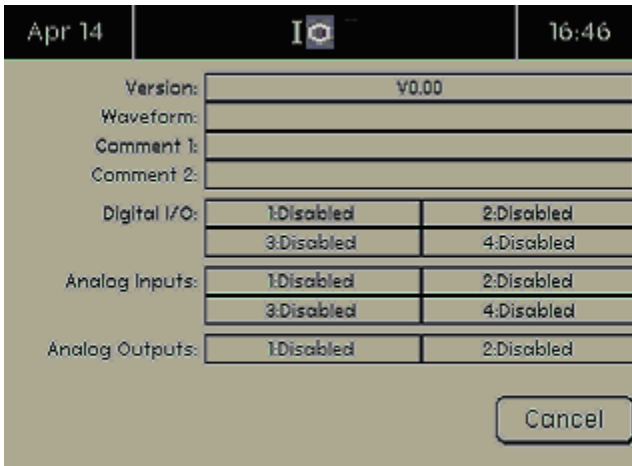 Apr 14 IO 16:46
Version: V0.00
Waveform:
Comment 1:
Comment 2:
Digital I/O: 1:Disabled 2:Disabled
3:Disabled 4:Disabled
Analog Inputs: 1:Disabled 2:Disabled
3:Disabled 4:Disabled
Analog Outputs: 1:Disabled 2:Disabled
Cancel